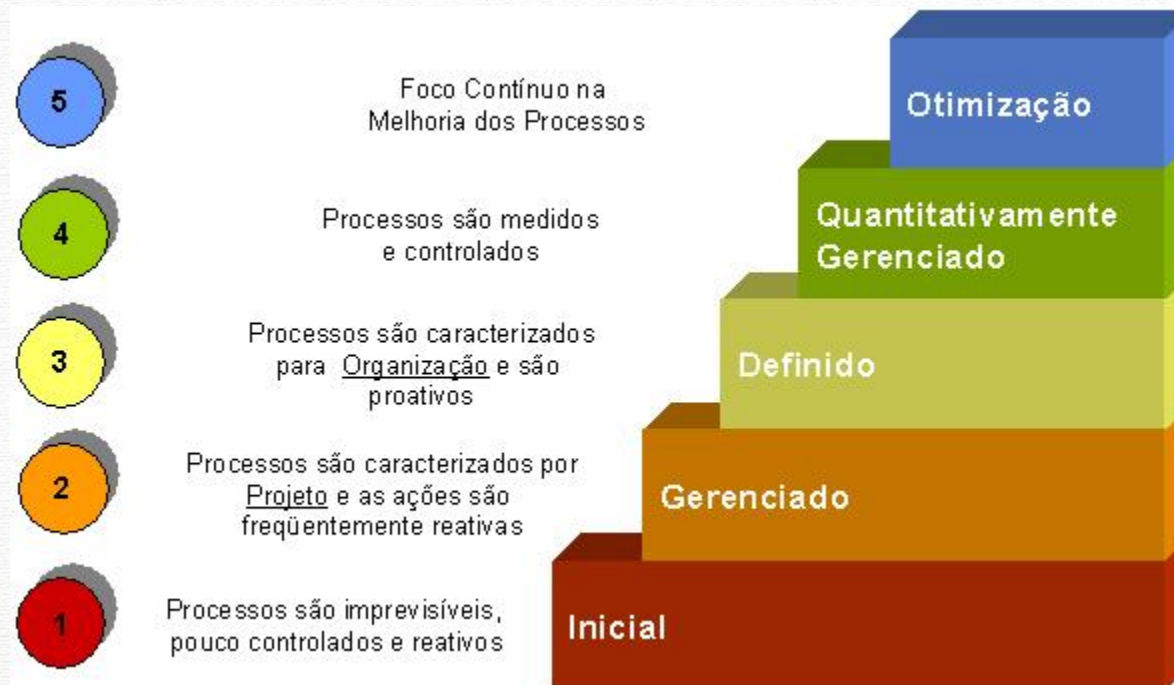 5
Foco Contínuo na
Melhoria dos Processos
Otimização
4
Processos são medidos
e controlados
Quantitativamente
Gerenciado
3
Processos são caracterizados
para Organização e são
proativos
Definido
2
Processos são caracterizados por
Projeto e as ações são
freqüentemente reativas
Gerenciado
1
Processos são imprevisíveis,
pouco controlados e reativos
Inicial